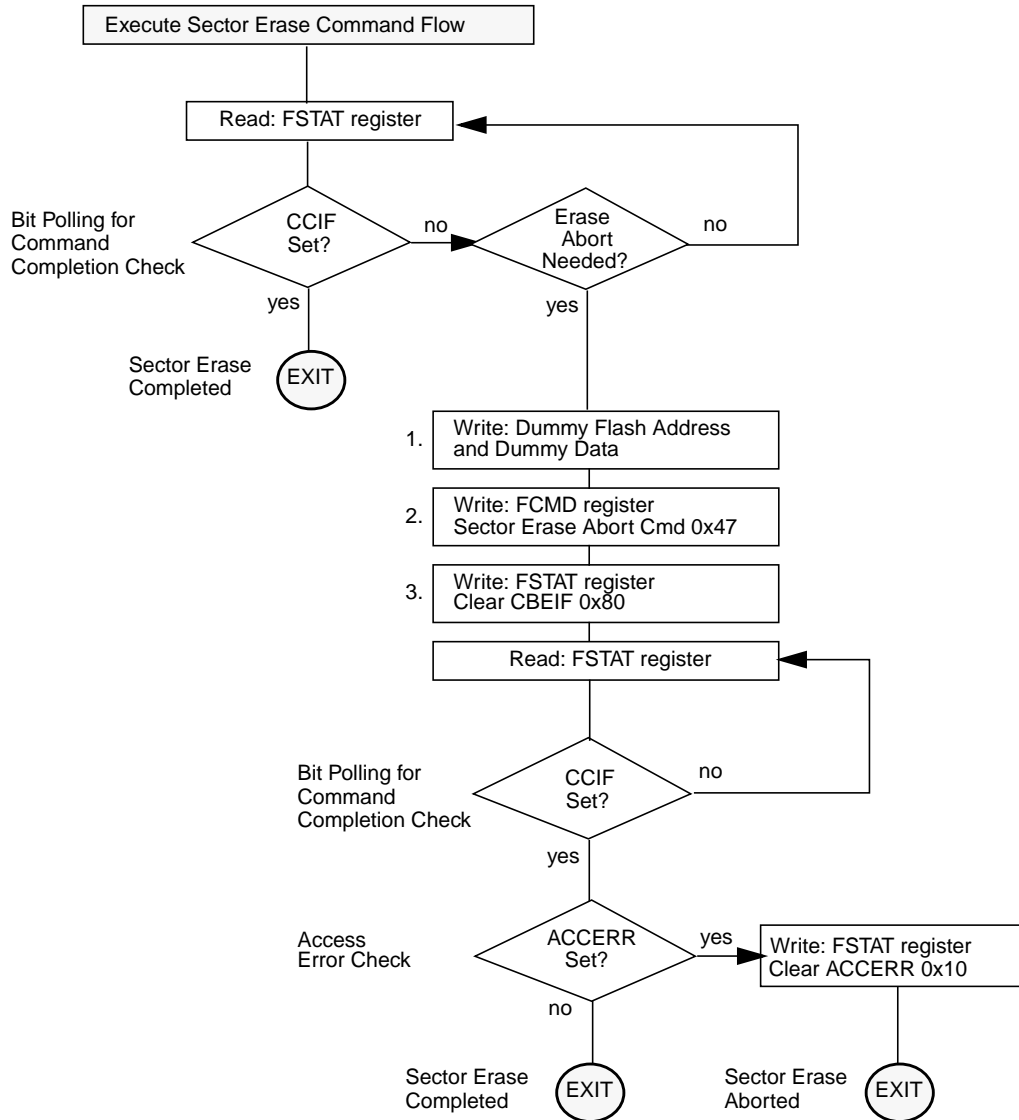 Execute Sector Erase Command Flow
Read: FSTAT register
Bit Polling for
Command
Completion Check
CCIF
Set?
no
Erase
Abort
Needed?
no
yes
yes
Sector Erase
Completed
EXIT
1.
Write: Dummy Flash Address
and Dummy Data
2.
Write: FCMD register
Sector Erase Abort Cmd 0x47
3.
Write: FSTAT register
Clear CBEIF 0x80
Read: FSTAT register
Bit Polling for
Command
Completion Check
CCIF
Set?
no
yes
Access
Error Check
ACCERR
Set?
yes
Write: FSTAT register
Clear ACCERR 0x10
no
Sector Erase
Completed
EXIT
Sector Erase
Aborted
EXIT